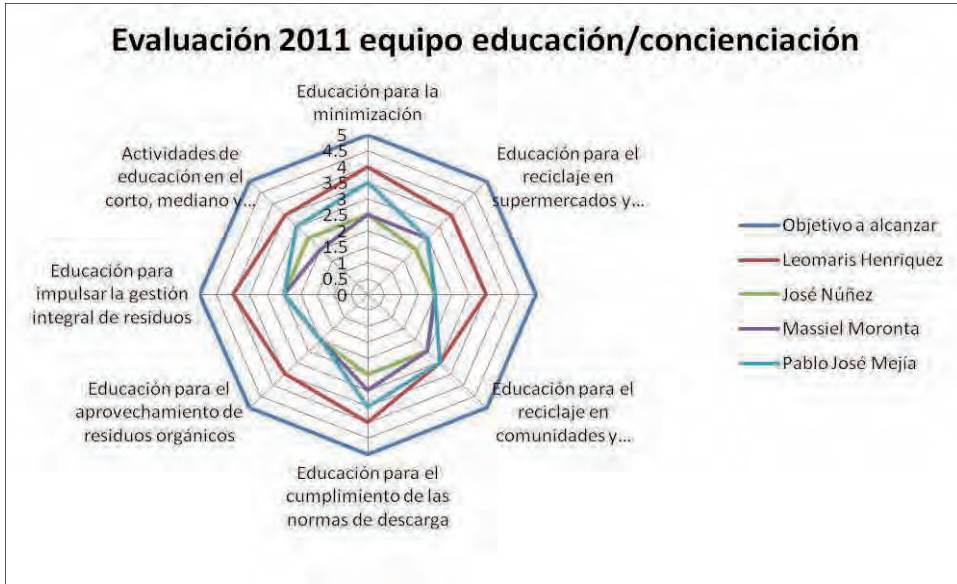 Evaluación 2011 equipo educación/concienciación
Educación para la
minimización
Educación para el
reciclaje en
supermercados y...
Educación para el
reciclaje en
comunidades y...
Educación para el
cumplimiento de las
normas de descarga
Educación para el
aprovechamiento de
residuos orgánicos
Educación para
impulsar la gestión
integral de residuos
Actividades de
educación en el
corto, mediano y...
5
4.5
4
3.5
3
2.5
2
1.5
1
0.5
0
Objetivo a alcanzar
Leomaris Henriquez
José Núñez
Massiel Moronta
Pablo José Mejía